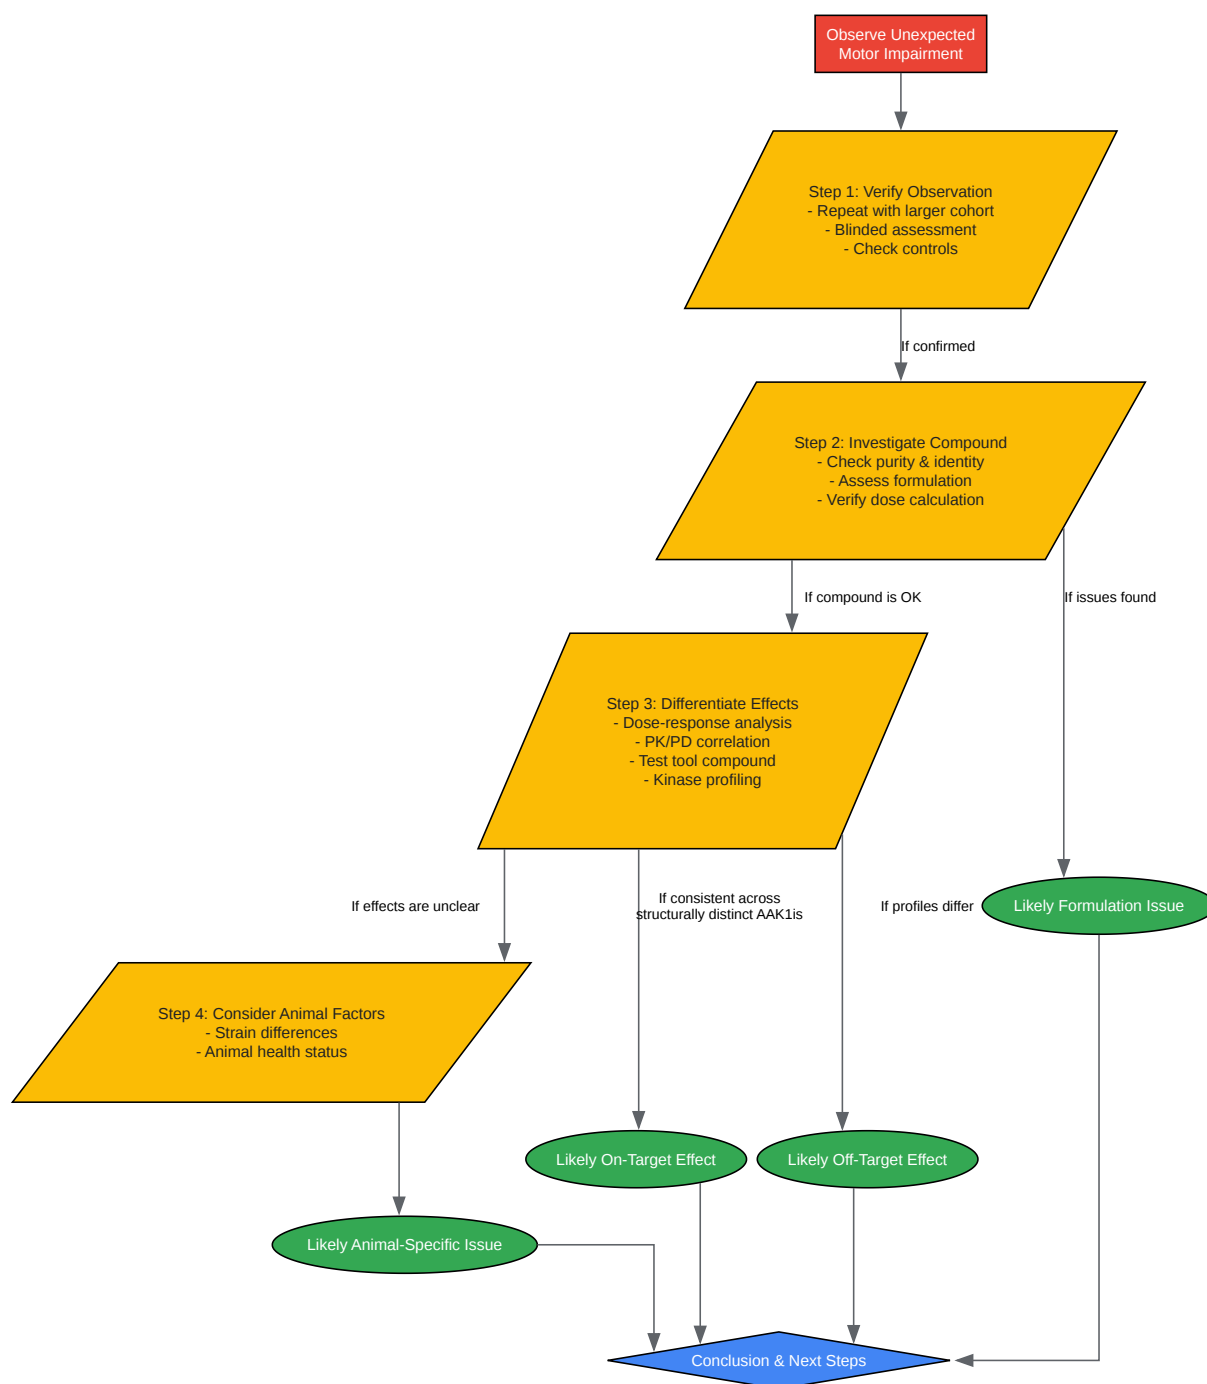 Observe Unexpected
Motor Impairment
Step 1: Verify Observation
- Repeat with larger cohort
- Blinded assessment
- Check controls
If confirmed
Step 2: Investigate Compound
- Check purity & identity
- Assess formulation
- Verify dose calculation
If compound is OK
If issues found
Step 3: Differentiate Effects
- Dose-response analysis
- PK/PD correlation
- Test tool compound
- Kinase profiling
If effects are unclear
If consistent across
structurally distinct AAK1is
If profiles differ
Likely Formulation Issue
Step 4: Consider Animal Factors
- Strain differences
- Animal health status
Likely On-Target Effect
Likely Off-Target Effect
Likely Animal-Specific Issue
Conclusion & Next Steps